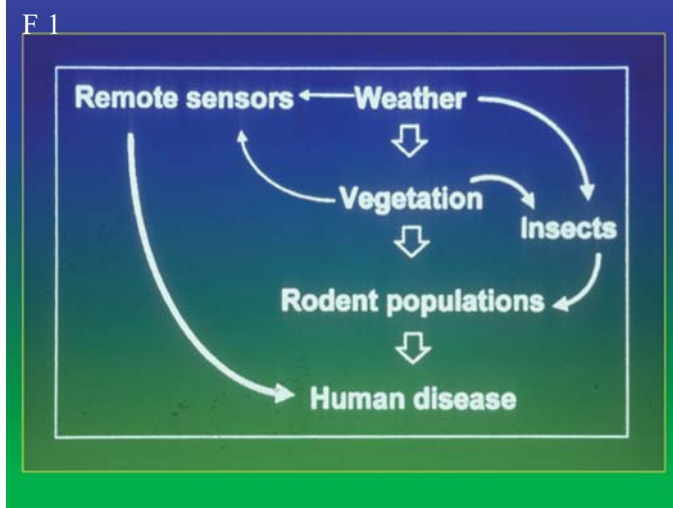 F 1
Remote sensors
Weather
Vegetation
Insects
Rodent populations
Human disease